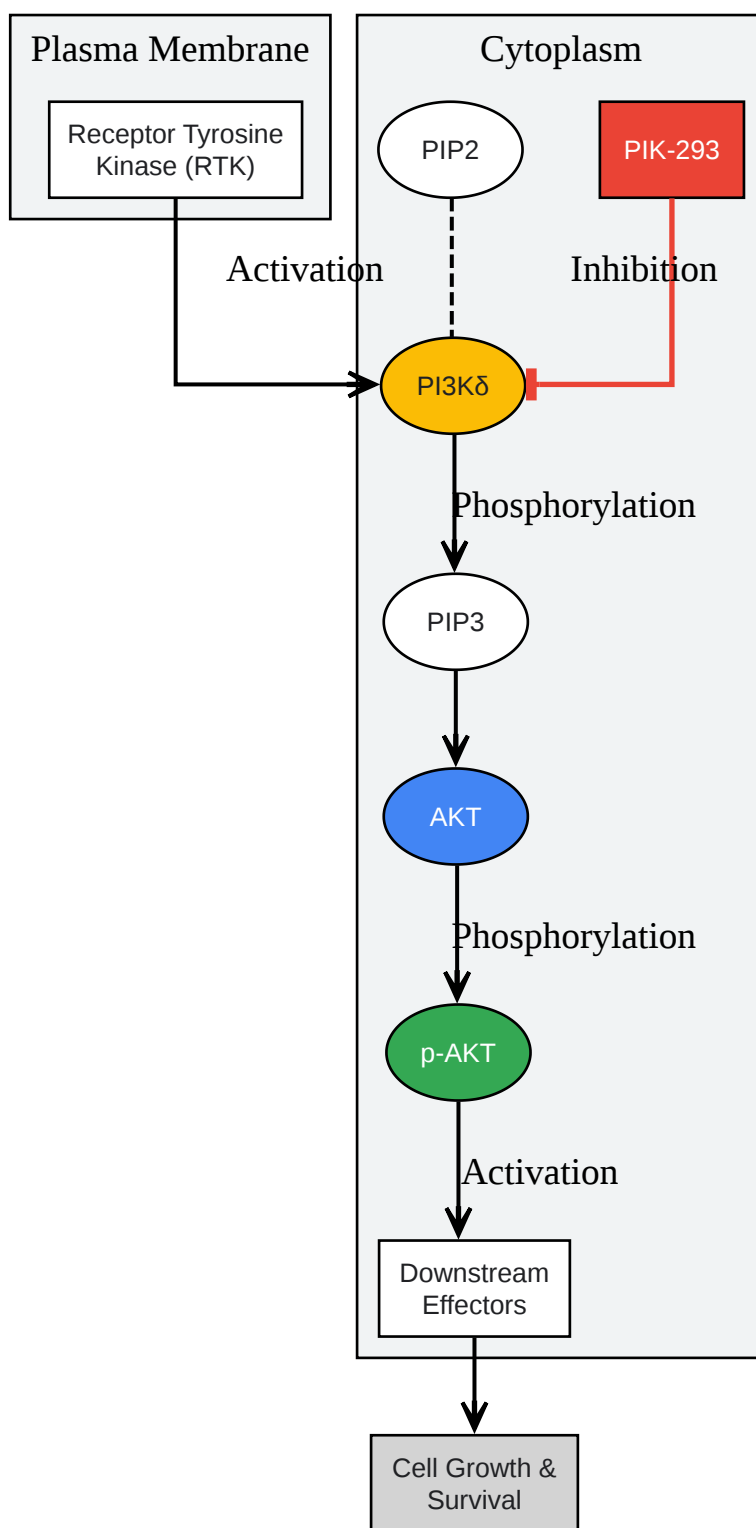 Plasma Membrane
Cytoplasm
Receptor Tyrosine
Kinase (RTK)
PIP2
PIK-293
Activation
Inhibition
PI3Kδ
Phosphorylation
PIP3
AKT
Phosphorylation
p-AKT
Activation
Downstream
Effectors
Cell Growth &
Survival